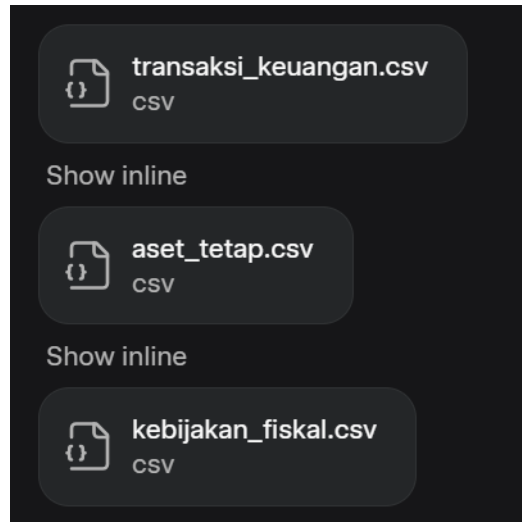 transaksi_keuangan.csv
csv
Show inline
aset_tetap.csv
csv
Show inline
kebijakan_fiskal.csv
csv